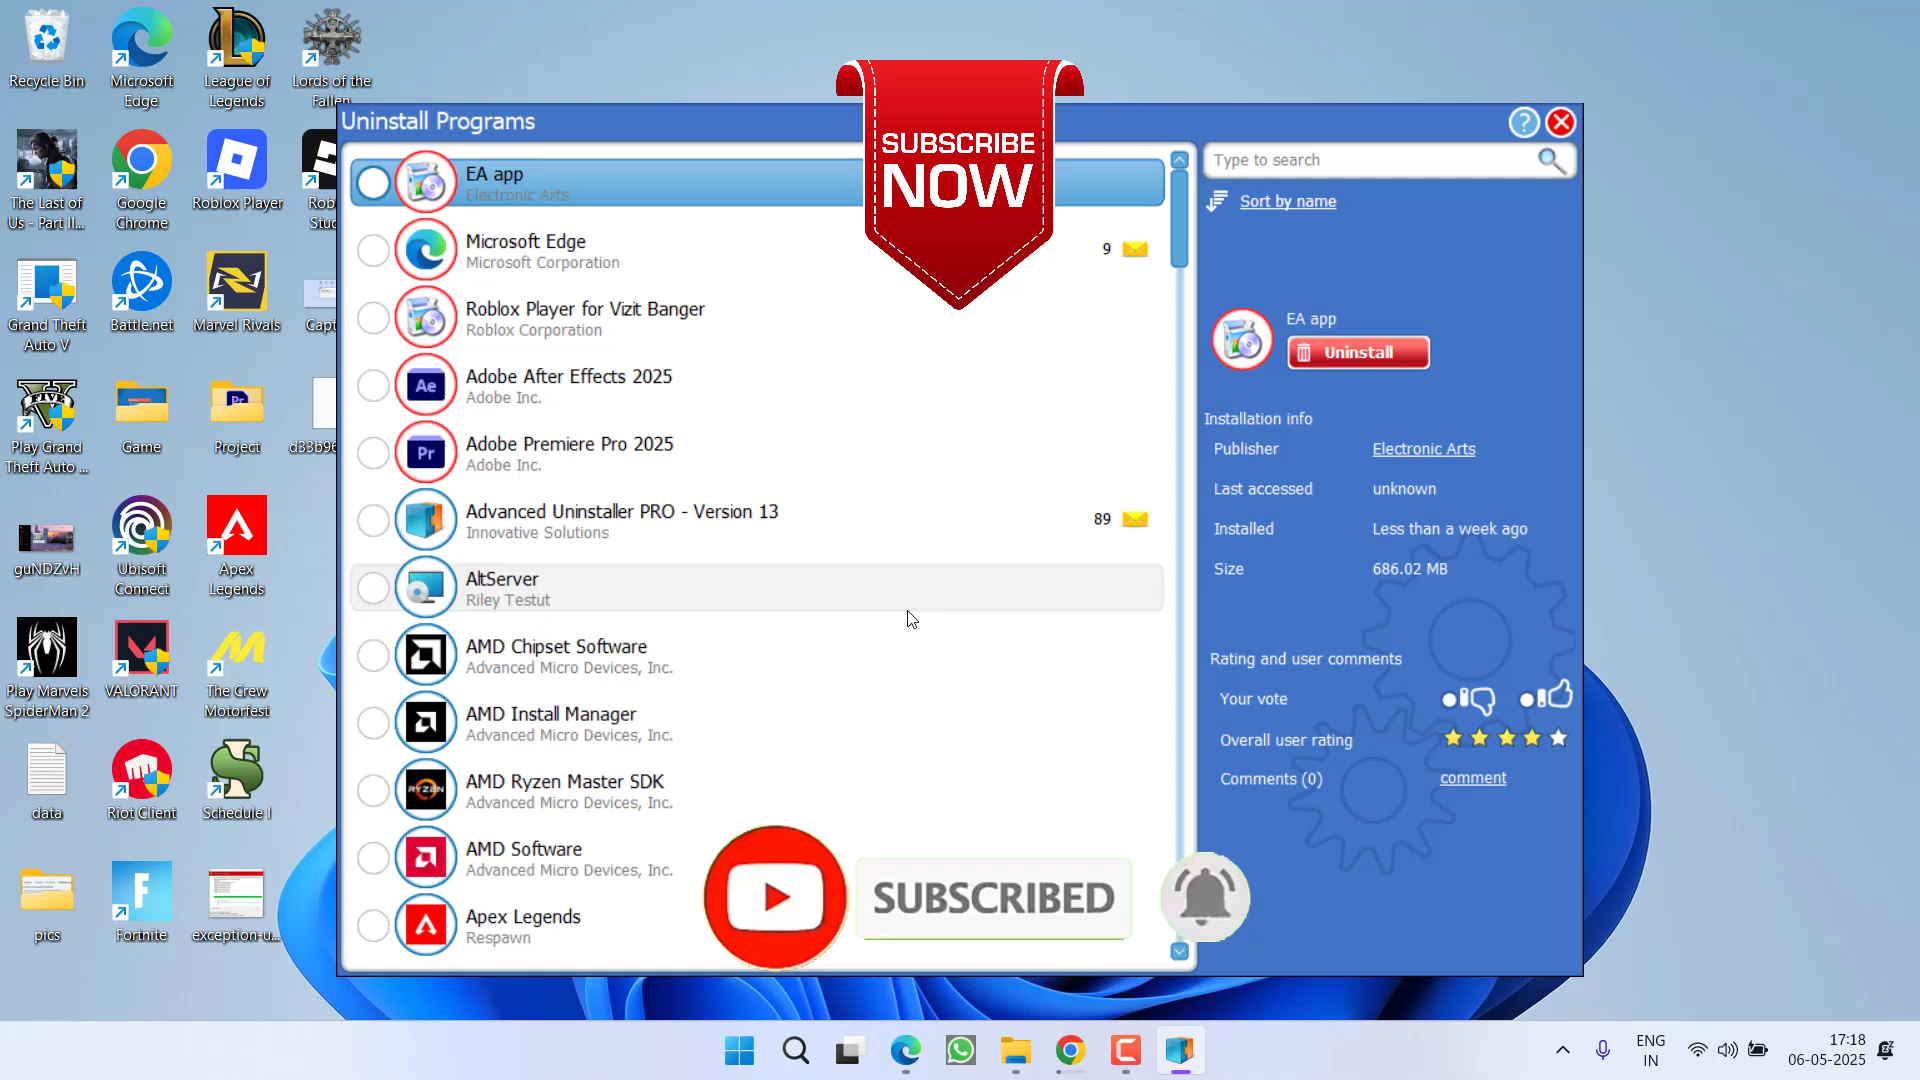 Recycle Bin
Microsoft
Edge
League of
Legends
Lords of the
Fallen
The Last of
Us - Part II...
Google
Chrome
Roblox Player
Grand Theft
Auto V
Battle.net
Marvel Rivals
Play Grand
Theft Auto ...
Game
Project
guNDZvH
Ubisoft
Connect
Apex
Legends
Play Marvels
SpiderMan 2
VALORANT
The Crew
Motorfest
data
Riot Client
Schedule I
pics
Fortnite
exception-u...
FIVE
Pr
Uninstall Programs
SUBSCRIBE
NOW
EA app
Electronic Arts
Microsoft Edge
Microsoft Corporation
9
Roblox Player for Vizit Banger
Roblox Corporation
Ae
Adobe After Effects 2025
Adobe Inc.
Pr
Adobe Premiere Pro 2025
Adobe Inc.
Advanced Uninstaller PRO - Version 13
Innovative Solutions
89
AltServer
Riley Testut
AMD Chipset Software
Advanced Micro Devices, Inc.
AMD Install Manager
Advanced Micro Devices, Inc.
RYZEN
AMD Ryzen Master SDK
Advanced Micro Devices, Inc.
AMD Software
Advanced Micro Devices, Inc.
Apex Legends
Respawn
SUBSCRIBED
Type to search
Sort by name
EA app
Uninstall
Installation info
Publisher Electronic Arts
Last accessed unknown
Installed Less than a week ago
Size 686.02 MB
Rating and user comments
Your vote
Overall user rating
Comments (0) comment
ENG
IN
17:18
06-05-2025